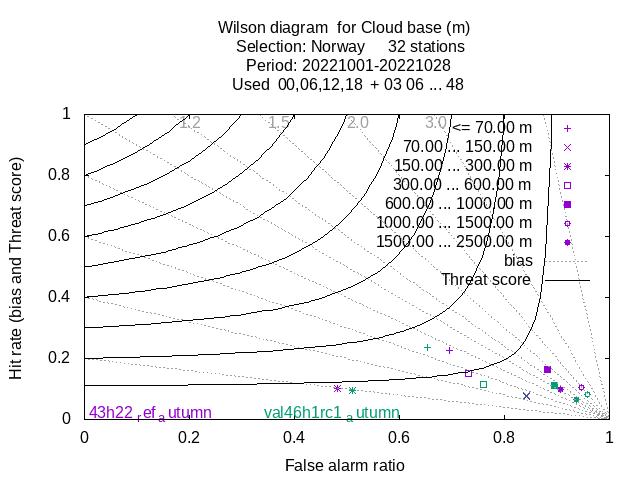 Wilson diagram  for Cloud base (m)
Selection: Norway     32 stations
Period: 20221001-20221028
Used  00,06,12,18  + 03 06 ... 48
1.2 1.5 2.0 3.0
<= 70.00 m
70.00 ... 150.00 m
150.00 ... 300.00 m
300.00 ... 600.00 m
600.00 ... 1000.00 m
1000.00 ... 1500.00 m
1500.00 ... 2500.00 m
bias
Threat score
Hit rate (bias and Threat score)
1
0.8
0.6
0.4
0.2
0
43h22_ref_autumn val46h1rc1_autumn
0 0.2 0.4 0.6 0.8 1
False alarm ratio